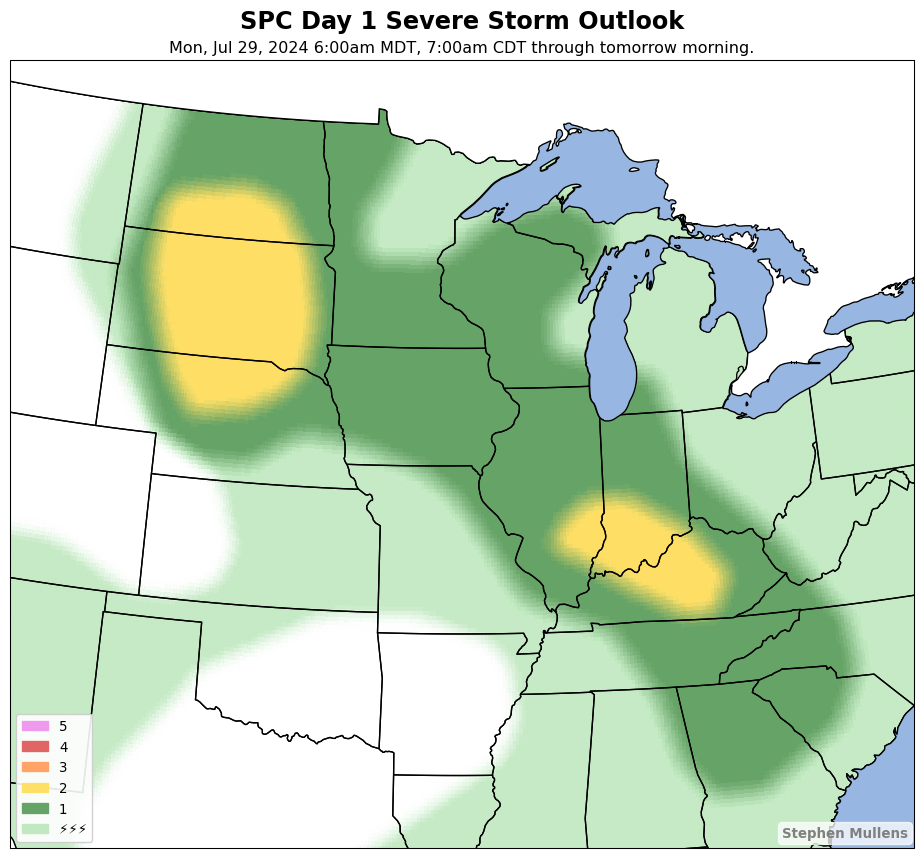 SPC Day 1 Severe Storm Outlook
Mon, Jul 29, 2024 6:00am MDT, 7:00am CDT through tomorrow morning.
5
4
3
2
1
⚡⚡⚡
Stephen Mullens